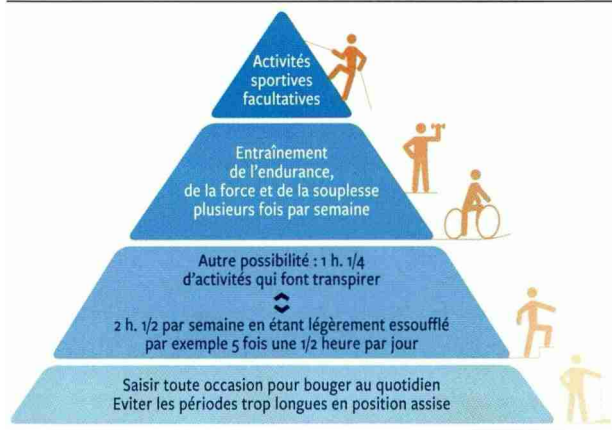 Activités
sportives
facultatives
Entraînement
de l'endurance,
de la force et de la souplesse
plusieurs fois par semaine
Autre possibilité : 1 h. 1/4
d'activités qui font transpirer
2 h. 1/2 par semaine en étant légèrement essoufflé
par exemple 5 fois une 1/2 heure par jour
Saisir toute occasion pour bouger au quotidien
Eviter les périodes trop longues en position assise